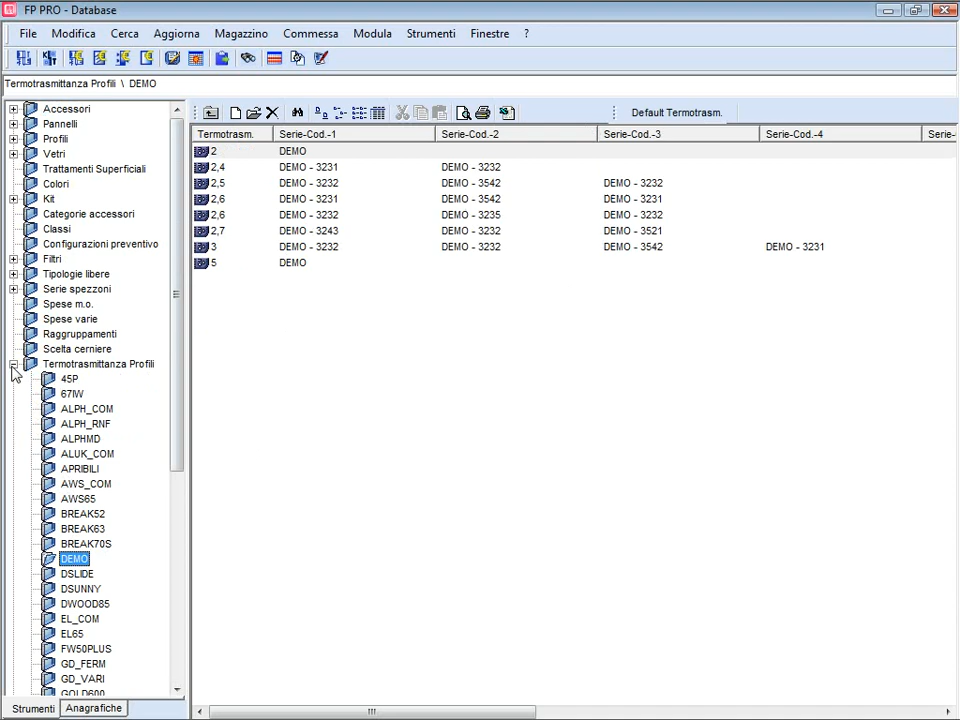 FP PRO - Database
File Modifica Cerca Aggiorna Magazzino Commessa Modula Strumenti Finestre ?
Termotrasmittanza Profili \ DEMO
Default Termotrasm.
Accessori
Pannelli
Profili
Vetri
Trattamenti Superficiali
Colori
Kit
Categorie accessori
Classi
Configurazioni preventivo
Filtri
Tipologie libere
Serie spezzoni
Spese m.o.
Spese varie
Raggruppamenti
Scelta cerniere
Termotrasmittanza Profili
45P
67IW
ALPH_COM
ALPH_RNF
ALPHMD
ALUK_COM
APRIBILI
AWS_COM
AWS65
BREAK52
BREAK63
BREAK70S
DEMO
DSLIDE
DSUNNY
DWOOD85
EL_COM
EL65
FW50PLUS
GD_FERM
GD_VARI
GOLD600
Strumenti Anagrafiche
Termotrasm. Serie-Cod.-1 Serie-Cod.-2 Serie-Cod.-3 Serie-Cod.-4 Serie-
2 DEMO
2,4 DEMO - 3231 DEMO - 3232
2,5 DEMO - 3232 DEMO - 3542 DEMO - 3232
2,6 DEMO - 3231 DEMO - 3542 DEMO - 3231
2,6 DEMO - 3232 DEMO - 3235 DEMO - 3232
2,7 DEMO - 3243 DEMO - 3232 DEMO - 3521
3 DEMO - 3232 DEMO - 3232 DEMO - 3542 DEMO - 3231
5 DEMO